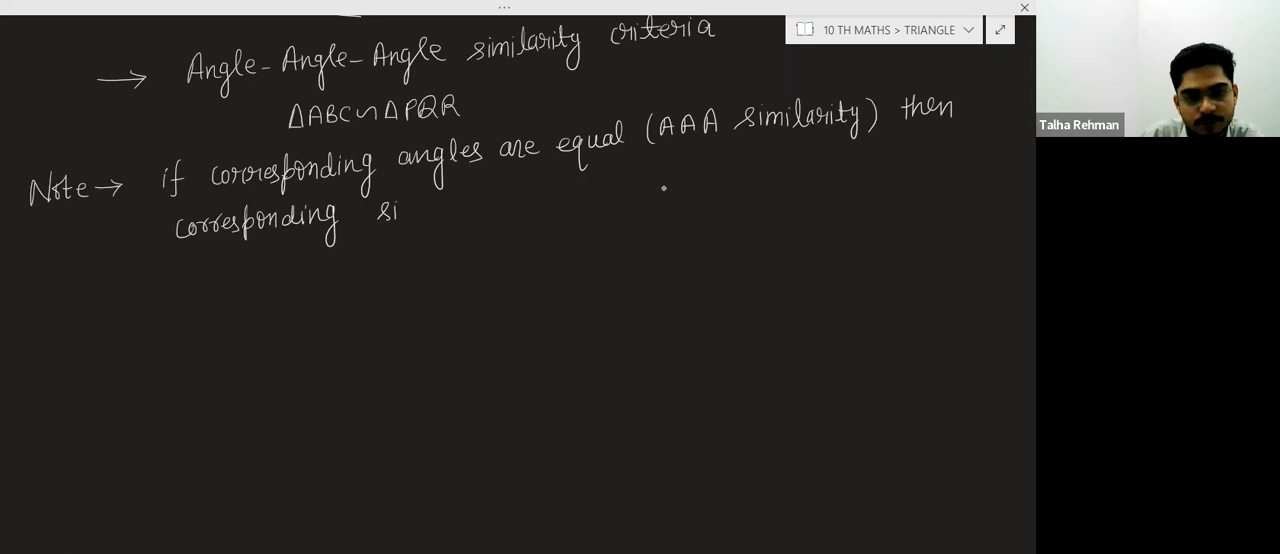 10 TH MATHS > TRIANGLE
→ Angle-Angle-Angle similarity criteria
ΔABC ∽ ΔPQR
Note → if corresponding angles are equal (AAA similarity) then
corresponding si
Talha Rehman